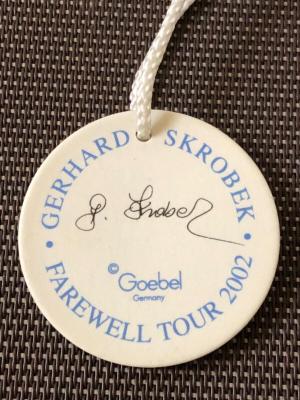 GERHARD SKROBEK
G. Skrobek
© Goebel
Germany
• FAREWELL TOUR 2002 •